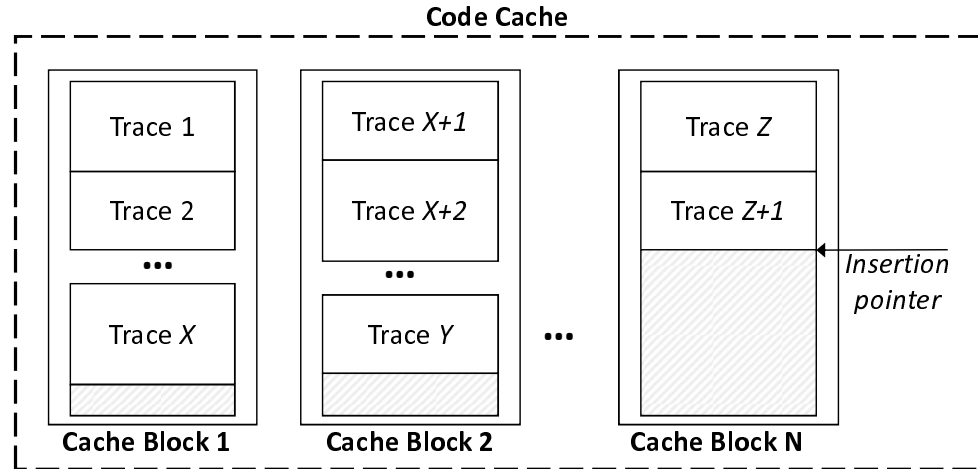 Code Cache
Trace 1
Trace 2
...
Trace X
Cache Block 1
Trace X+1
Trace X+2
...
Trace Y
Cache Block 2
...
Trace Z
Trace Z+1
Insertion
pointer
Cache Block N